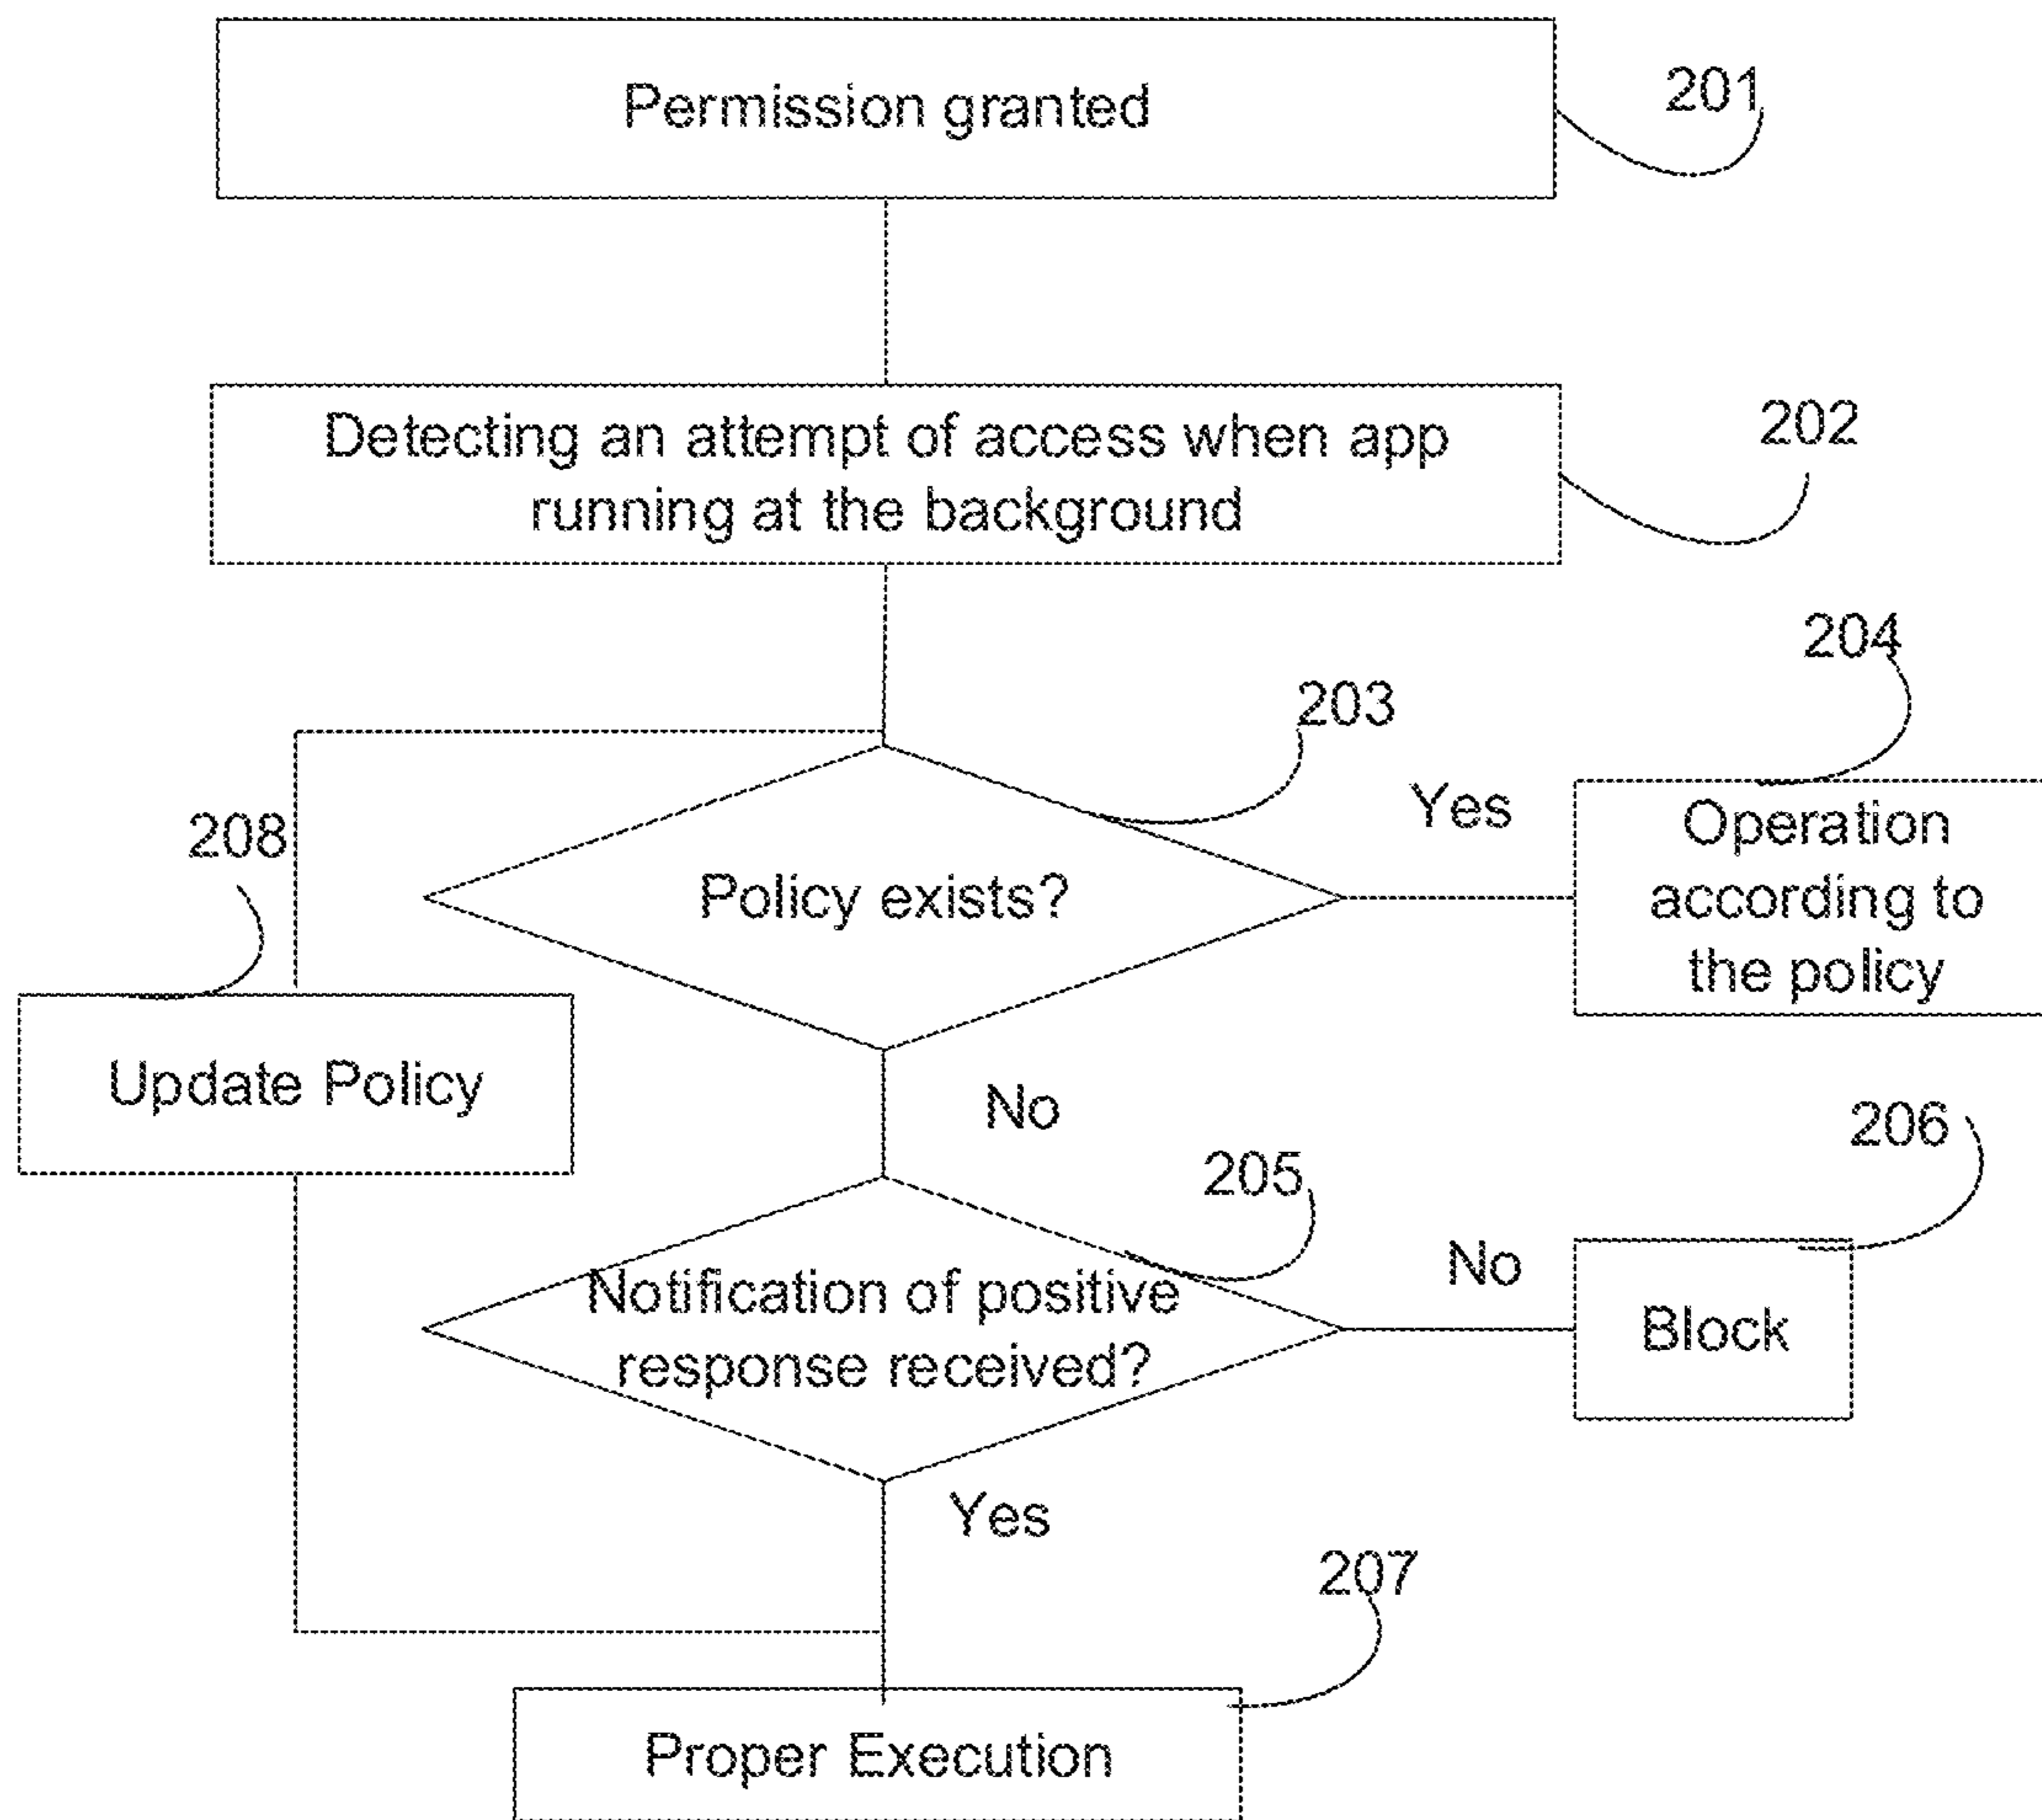 Permission granted
201
Detecting an attempt of access when app
running at the background
202
203
204
Policy exists?
Yes
Operation
according to
the policy
208
Update Policy
No
205
206
Notification of positive
response received?
No
Block
Yes
207
Proper Execution